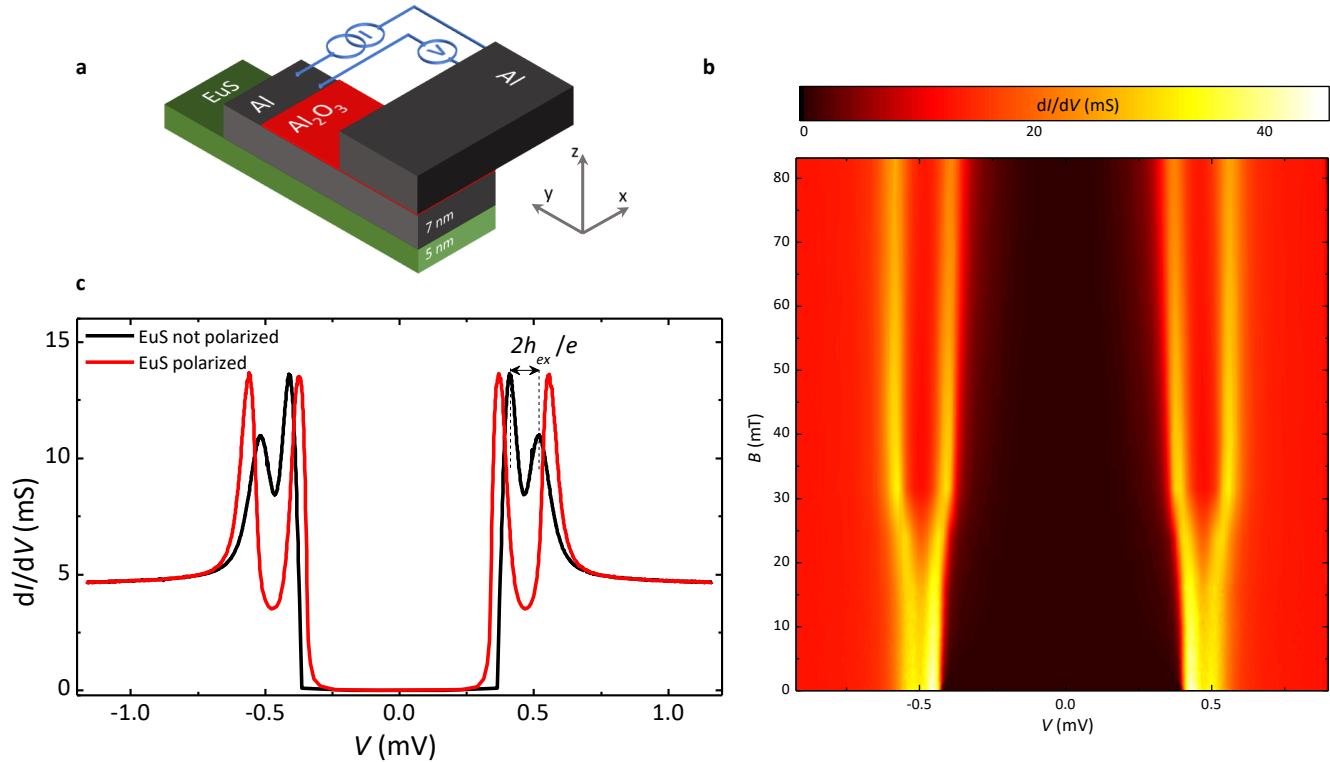 a
EuS
Al
Al2O3
Al
I
V
7 nm
5 nm
z
y
x
b
dI/dV (mS)
0
20
40
80
70
60
50
40
30
20
10
0
B (mT)
-0.5
0.0
0.5
V (mV)
c
EuS not polarized
EuS polarized
2hex/e
15
10
5
0
dI/dV (mS)
-1.0
-0.5
0.0
0.5
1.0
V (mV)